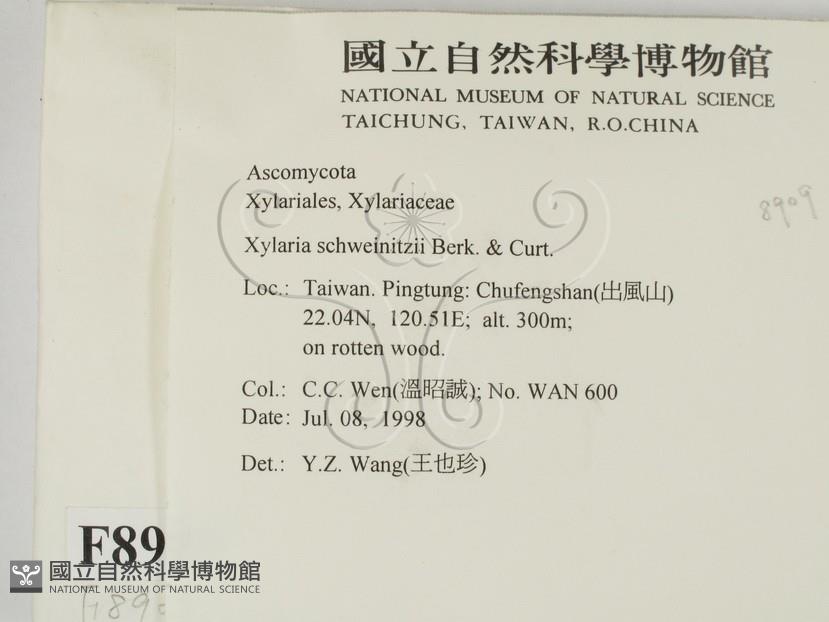 國立自然科學博物館
NATIONAL MUSEUM OF NATURAL SCIENCE
TAICHUNG, TAIWAN, R.O.CHINA
Ascomycota
Xylariales, Xylariaceae
8909
Xylaria schweinitzii Berk. & Curt.
Loc.: Taiwan. Pingtung: Chufengshan(出風山)
22.04N, 120.51E; alt. 300m;
on rotten wood.
Col.: C.C. Wen(溫昭誠); No. WAN 600
Date: Jul. 08, 1998
Det.: Y.Z. Wang(王也珍)
F89
國立自然科學博物館
NATIONAL MUSEUM OF NATURAL SCIENCE